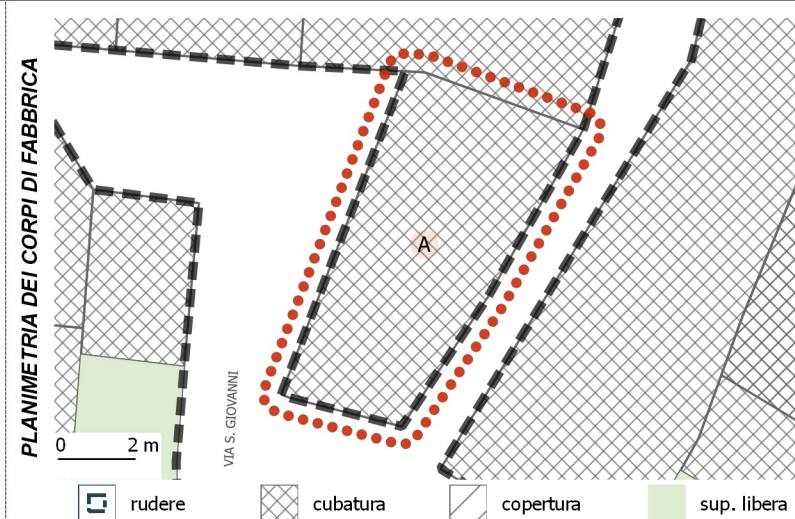 PLANIMETRIA DEI CORPI DI FABBRICA
A
VIA S. GIOVANNI
0 2 m
rudere
cubatura
copertura
sup. libera